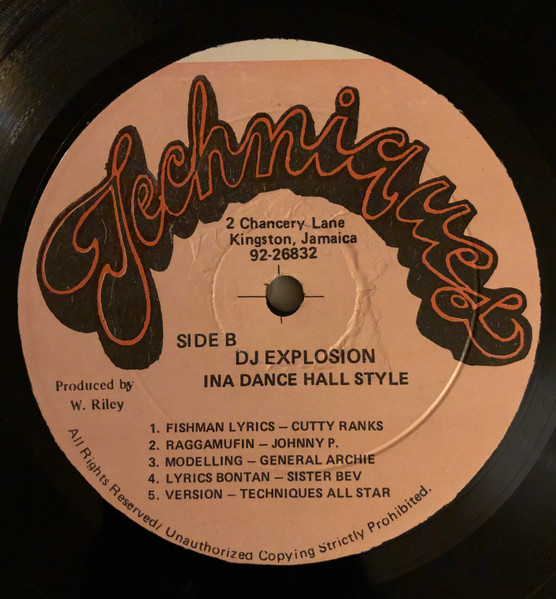 Techniques
2 Chancery Lane
Kingston, Jamaica
92-26832
SIDE B
DJ EXPLOSION
INA DANCE HALL STYLE
Produced by
W. Riley
1. FISHMAN LYRICS – CUTTY RANKS
2. RAGGAMUFIN – JOHNNY P.
3. MODELLING – GENERAL ARCHIE
4. LYRICS BONTAN – SISTER BEV
5. VERSION – TECHNIQUES ALL STAR
All Rights Reserved/ Unauthorized Copying Strictly Prohibited.